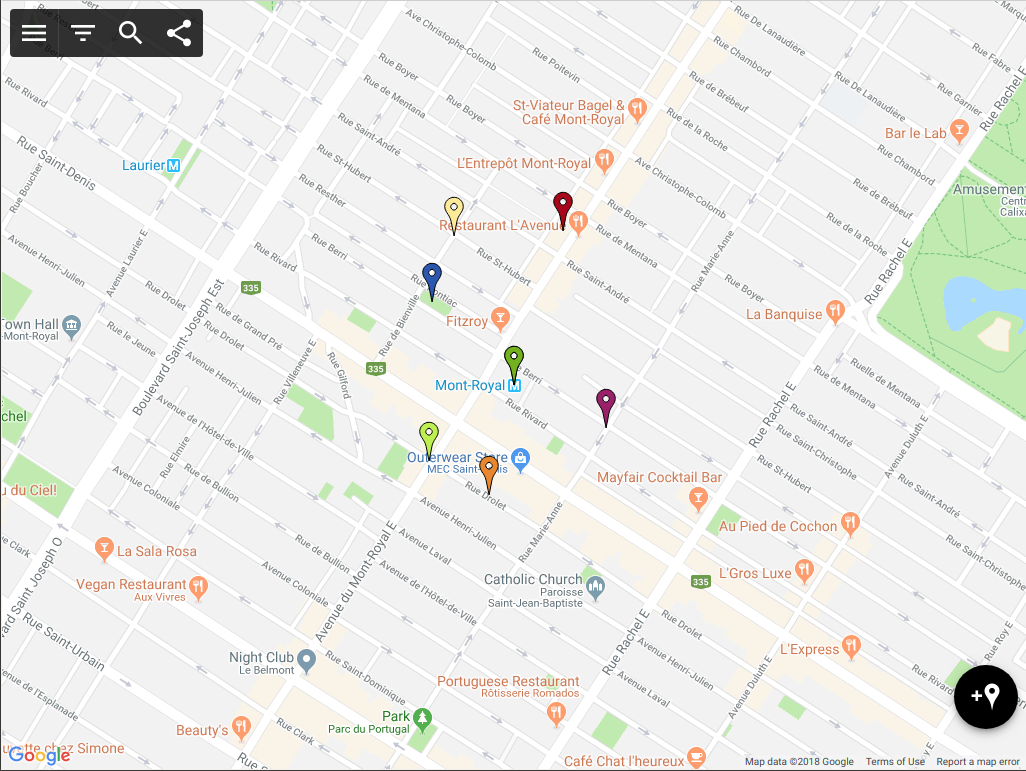 Ave Christophe-Colomb
Rue De Lanaudière
Rue Chambord
Rue Fabre
Rue Boyer
Rue Poitevin
Rue de Mentana
Rue Boyer
Rue de Brébeuf
Rue Garnier
Rue De Lanaudière
Rue Rachel E
Rue Rivard
St-Viateur Bagel &
Café Mont-Royal
Rue Saint-André
Rue de la Roche
Bar le Lab
Rue Saint-Denis
Laurier
L'Entrepôt Mont-Royal
Rue St-Hubert
Rue Chambord
Rue Boucher
Rue Resther
Ave Christophe-Colomb
Rue de Brébeuf
Amusement
Restaurant L'Avenue
Rue Boyer
Rue de la Roche
Avenue Henri-Julien
Avenue Laurier E
Rue Berri
Rue Rivard
Rue St-Hubert
Rue de Mentana
Rue Marie-Anne
Rue Rachel E
Rue Drolet
335
Rue Pontiac
Rue Saint-André
Rue Boyer
Town Hall
Mont-Royal
Rue le Jeune
Boulevard Saint-Joseph Est
Rue de Grand Pré
Rue Drolet
Rue de Bienville
Fitzroy
La Banquise
Avenue Henri-Julien
Rue Villeneuve E
Rue Gilford
335
Mont-Royal
Rue Berri
Rue de Mentana
Ruelle de Mentana
Rue Rachel E
Rue Rivard
Rue Saint-André
Rue Saint-Christophe
Avenue Duluth E
Avenue de l'Hôtel-de-Ville
Rue de Bullion
Rue Elmire
Avenue Coloniale
Outerwear Store
MEC Saint-Denis
Rue Drolet
Rue St-Hubert
Mayfair Cocktail Bar
u du Ciel!
Avenue Henri-Julien
Avenue Laval
Rue Marie-Anne
Au Pied de Cochon
Rue Saint-Christophe
La Sala Rosa
Rue de Bullion
Avenue Coloniale
Avenue de l'Hôtel-de-Ville
Avenue du Mont-Royal E
Vegan Restaurant
Aux Vivres
Catholic Church
Paroisse
Saint-Jean-Baptiste
335
L'Gros Luxe
Rue Saint-Urbain
Rue Rachel E
Rue Drolet
Rue Roy E
Night Club
Le Belmont
Rue Saint-Dominique
Avenue Henri-Julien
Avenue Laval
Avenue Duluth E
L'Express
Avenue de l'Esplanade
Portuguese Restaurant
Rôtisserie Romados
Beauty's
Rue Clark
Park
Parc du Portugal
Café Chat l'heureux
Google
Map data ©2018 Google
Terms of Use
Report a map error